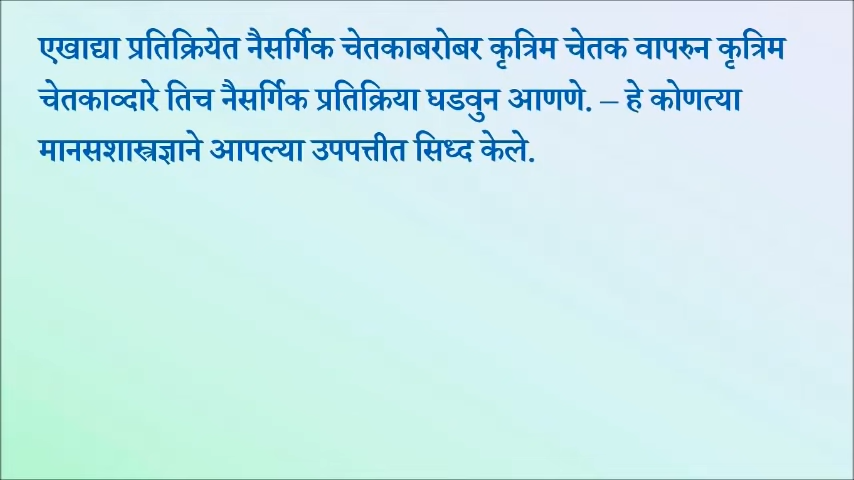 एखाद्या प्रतिक्रियेत नैसर्गिक चेतकाबरोबर कृत्रिम चेतक वापरुन कृत्रिम
चेतकाव्दारे तिच नैसर्गिक प्रतिक्रिया घडवुन आणणे. – हे कोणत्या
मानसशास्त्रज्ञाने आपल्या उपपत्तीत सिध्द केले.